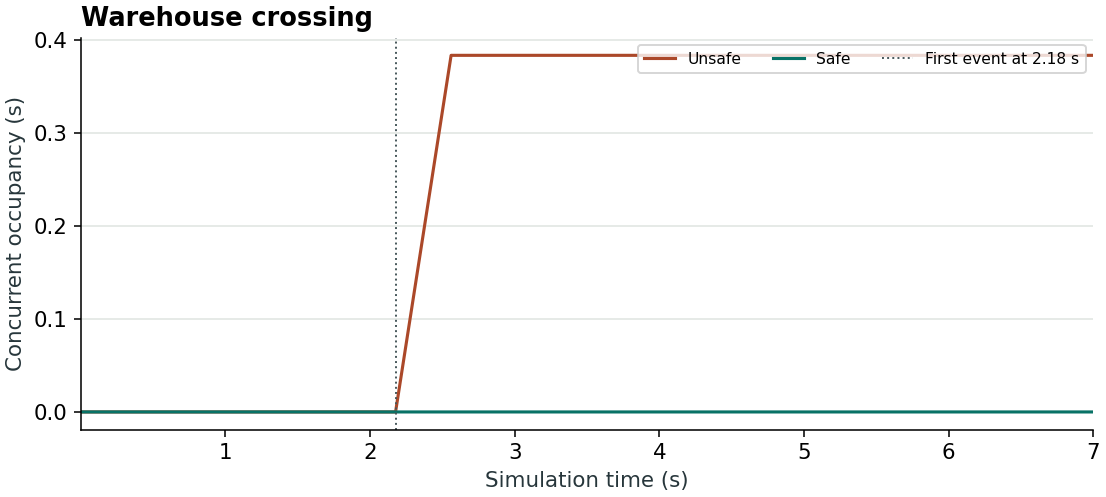 Warehouse crossing
Unsafe Safe First event at 2.18 s
Concurrent occupancy (s)
0.4
0.3
0.2
0.1
0.0
1 2 3 4 5 6 7
Simulation time (s)